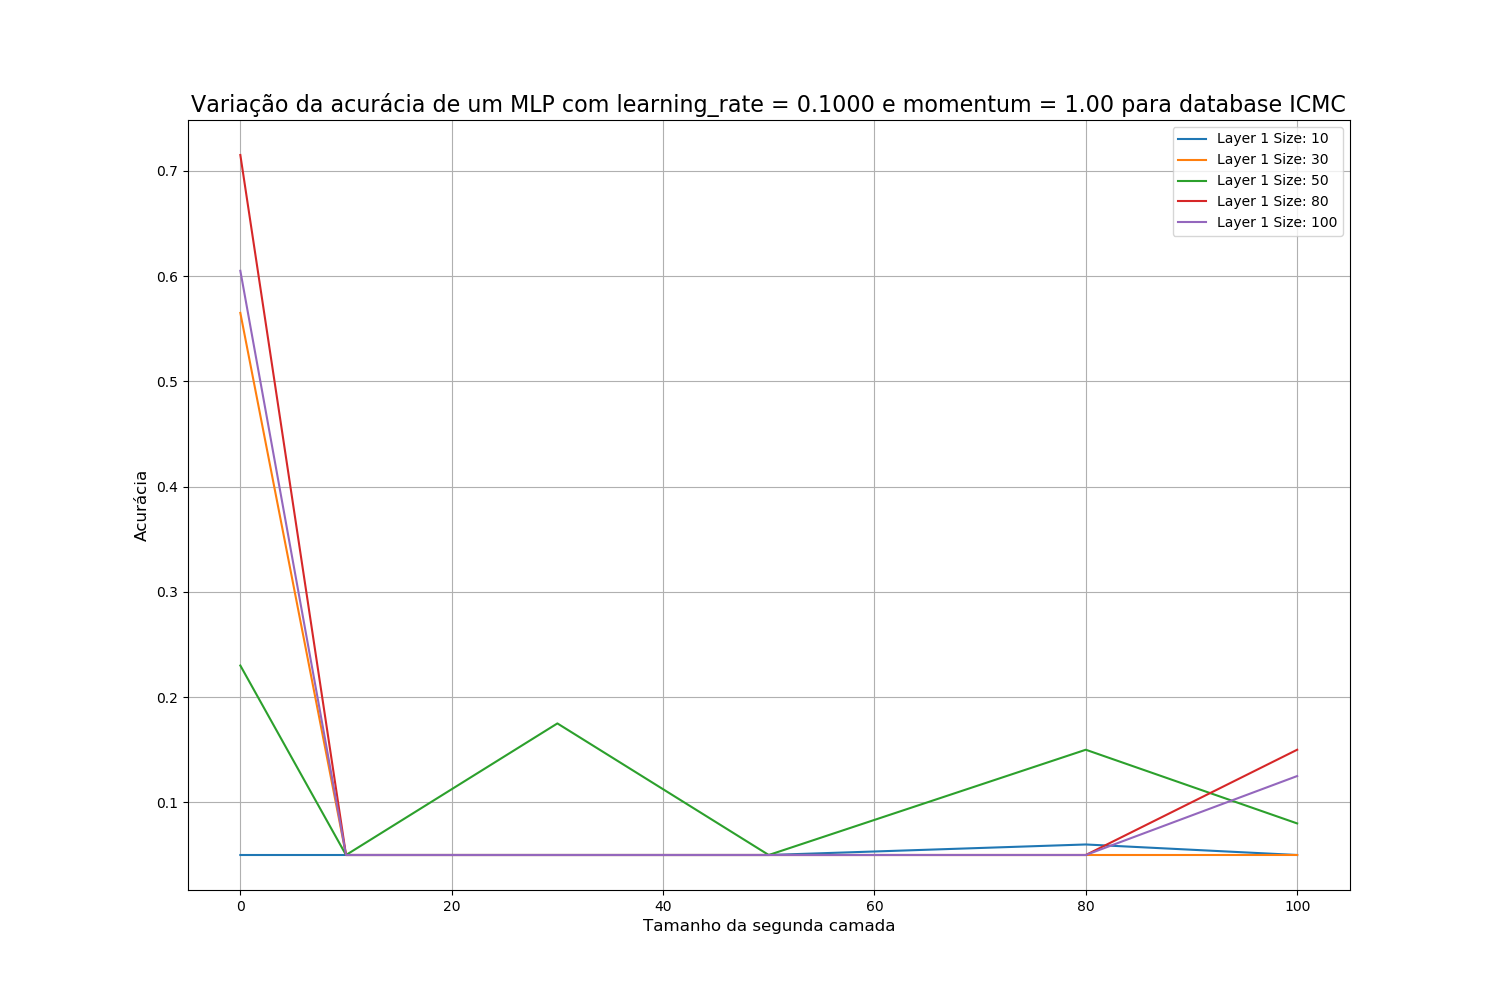 Variação da acurácia de um MLP com learning_rate = 0.1000 e momentum = 1.00 para database ICMC
Layer 1 Size: 10
Layer 1 Size: 30
Layer 1 Size: 50
Layer 1 Size: 80
Layer 1 Size: 100
0.7
0.6
0.5
0.4
0.3
0.2
0.1
Acurácia
0 20 40 60 80 100
Tamanho da segunda camada